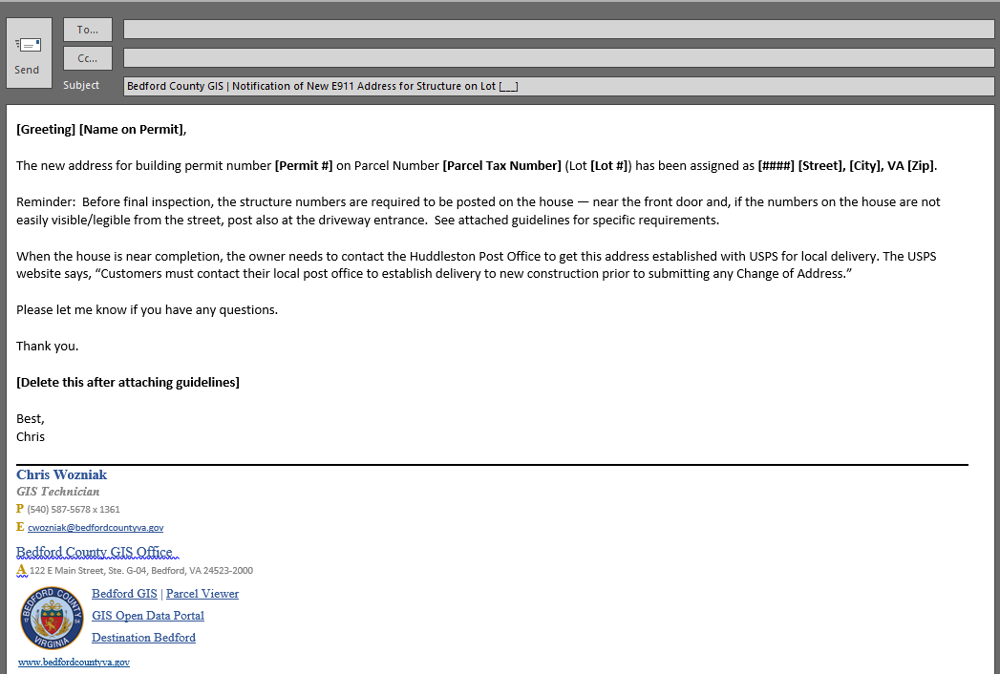 Send
To...
Cc...
Subject
Bedford County GIS | Notification of New E911 Address for Structure on Lot [___]
[Greeting] [Name on Permit],
The new address for building permit number [Permit #] on Parcel Number [Parcel Tax Number] (Lot [Lot #]) has been assigned as [####] [Street], [City], VA [Zip].
Reminder:  Before final inspection, the structure numbers are required to be posted on the house — near the front door and, if the numbers on the house are not
easily visible/legible from the street, post also at the driveway entrance.  See attached guidelines for specific requirements.
When the house is near completion, the owner needs to contact the Huddleston Post Office to get this address established with USPS for local delivery. The USPS
website says, “Customers must contact their local post office to establish delivery to new construction prior to submitting any Change of Address.”
Please let me know if you have any questions.
Thank you.
[Delete this after attaching guidelines]
Best,
Chris
Chris Wozniak
GIS Technician
P (540) 587-5678 x 1361
E cwozniak@bedfordcountyva.gov
Bedford County GIS Office
A 122 E Main Street, Ste. G-04, Bedford, VA 24523-2000
BEDFORD COUNTY
17 54
VIRGINIA
Bedford GIS | Parcel Viewer
GIS Open Data Portal
Destination Bedford
www.bedfordcountyva.gov